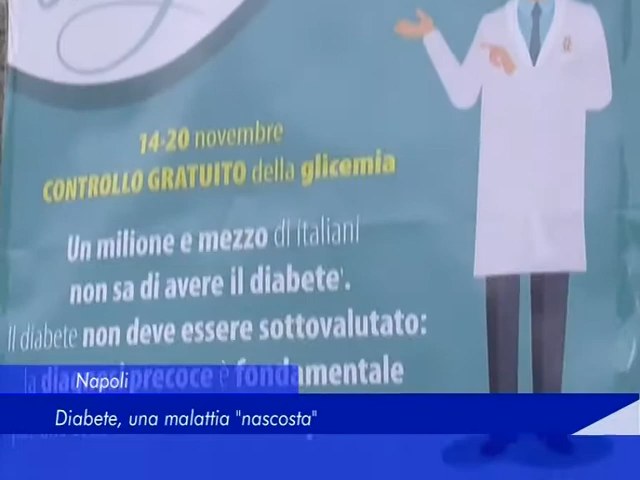 14-20 novembre
CONTROLLO GRATUITO della glicemia
Un milione e mezzo di italiani
non sa di avere il diabete'.
Il diabete non deve essere sottovalutato:
la diagnosi precoce è fondamentale
Napoli
Diabete, una malattia "nascosta"